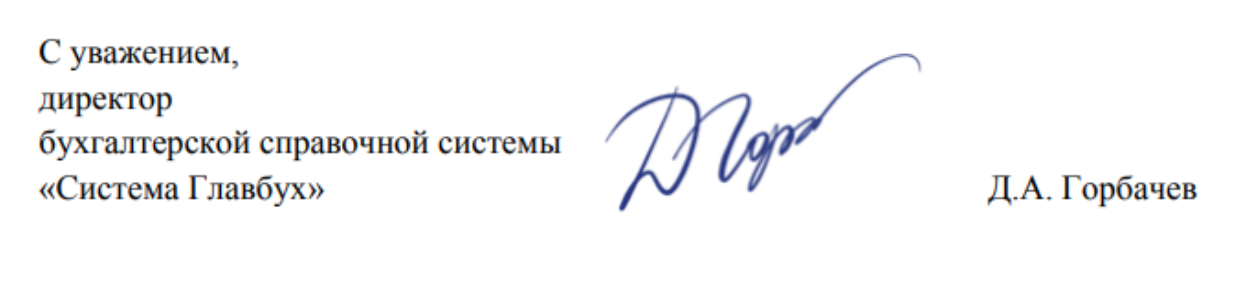 С уважением,
директор
бухгалтерской справочной системы
«Система Главбух»
Д.А. Горбачев